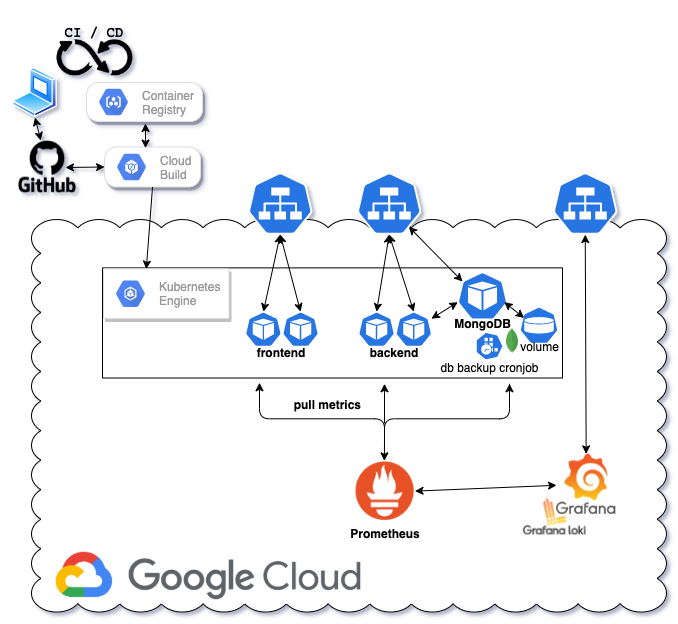 CI / CD
Container
Registry
Cloud
Build
GitHub
Kubernetes
Engine
frontend
backend
MongoDB
volume
db backup cronjob
pull metrics
Prometheus
Grafana
Grafana loki
Google Cloud